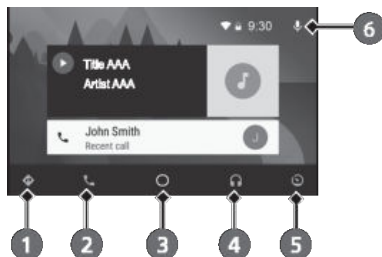 9:30
6
Title AAA
Artist AAA
John Smith
Recent call
J
1 2 3 4 5